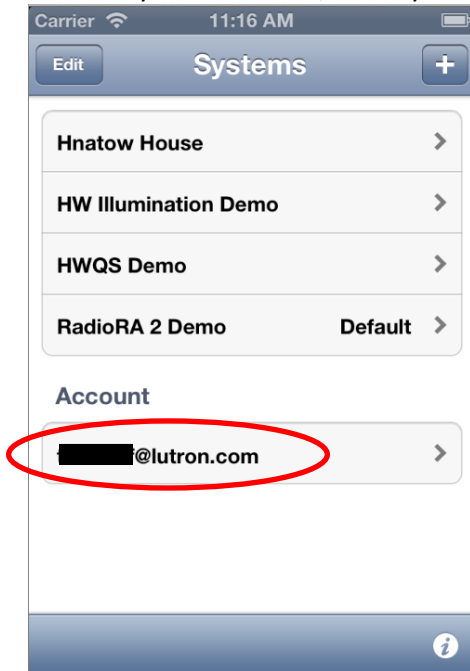 Carrier 11:16 AM
Edit Systems +
Hnatow House
HW Illumination Demo
HWQS Demo
RadioRA 2 Demo Default
Account
@lutron.com
i